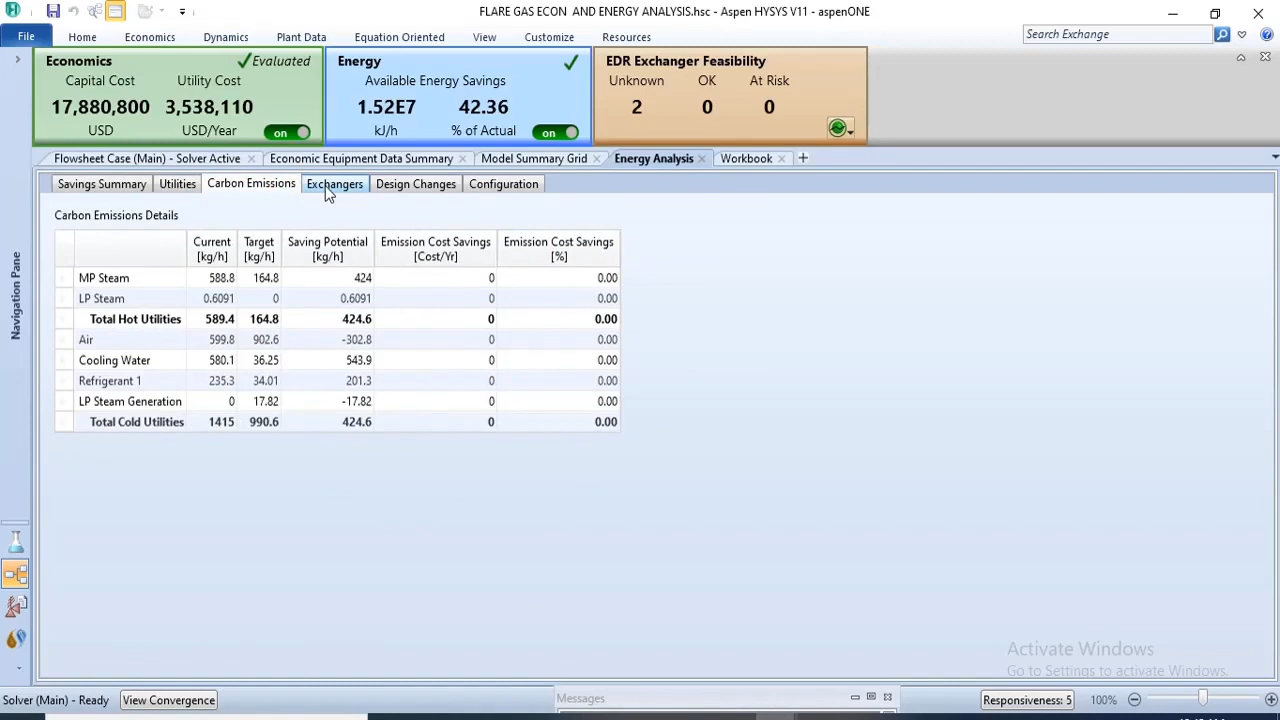 FLARE GAS ECON AND ENERGY ANALYSIS.hsc - Aspen HYSYS V11 - aspenONE
File Home Economics Dynamics Plant Data Equation Oriented View Customize Resources Search Exchange
Economics Evaluated
Capital Cost Utility Cost
17,880,800 3,538,110
USD USD/Year on
Energy
Available Energy Savings
1.52E7 42.36
kJ/h % of Actual on
EDR Exchanger Feasibility
Unknown OK At Risk
2 0 0
Flowsheet Case (Main) - Solver Active Economic Equipment Data Summary Model Summary Grid Energy Analysis Workbook
Savings Summary Utilities Carbon Emissions Exchangers Design Changes Configuration
Navigation Pane
Carbon Emissions Details
Current [kg/h] Target [kg/h] Saving Potential [kg/h] Emission Cost Savings [Cost/Yr] Emission Cost Savings [%]
MP Steam 588.8 164.8 424 0 0.00
LP Steam 0.6091 0 0.6091 0 0.00
Total Hot Utilities 589.4 164.8 424.6 0 0.00
Air 599.8 902.6 -302.8 0 0.00
Cooling Water 580.1 36.25 543.9 0 0.00
Refrigerant 1 235.3 34.01 201.3 0 0.00
LP Steam Generation 0 17.82 -17.82 0 0.00
Total Cold Utilities 1415 990.6 424.6 0 0.00
Activate Windows
Go to Settings to activate Windows.
Solver (Main) - Ready View Convergence Messages Responsiveness: 5 100%